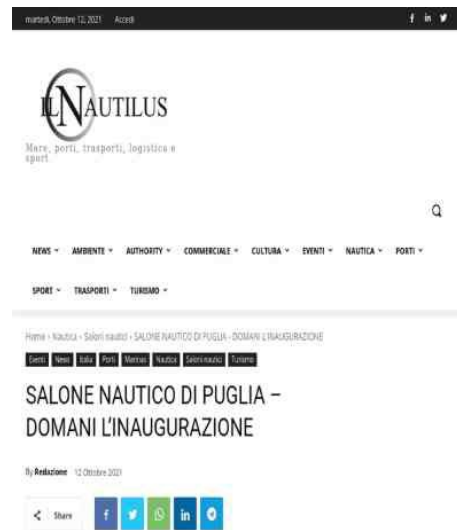 martedì, Ottobre 12, 2021 Accedi
IL NAUTILUS
Mare, porti, trasporti, logistica e
sport
NEWS AMBIENTE AUTHORITY COMMERCIALE CULTURA EVENTI NAUTICA PORTI
SPORT TRASPORTI TURISMO
Home › Nautica › Saloni nautici › SALONE NAUTICO DI PUGLIA - DOMANI L'INAUGURAZIONE
Eventi News Italia Porti Marinas Nautica Saloni nautici Turismo
SALONE NAUTICO DI PUGLIA –
DOMANI L'INAUGURAZIONE
By Redazione 12 Ottobre 2021
Share